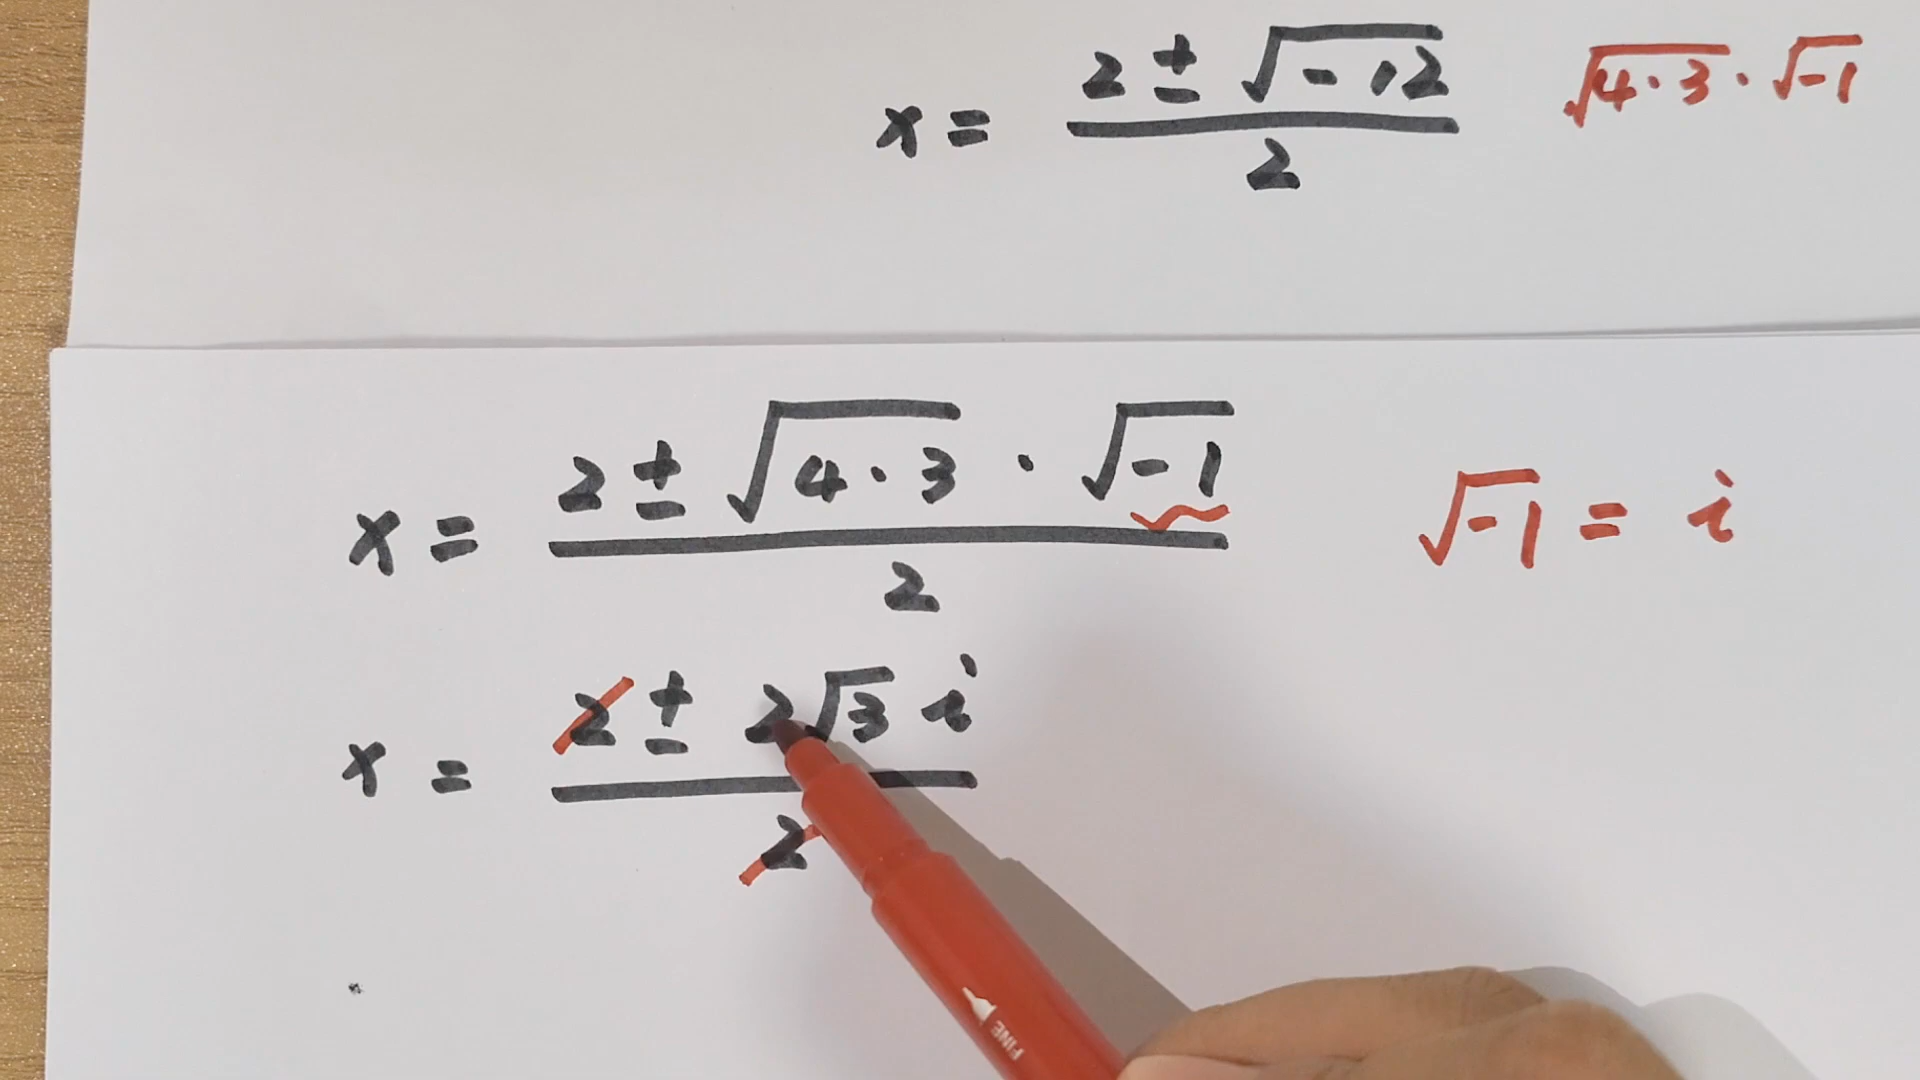 x = (2 ± √-12) / 2 √4·3 · √-1
x = (2 ± √4·3 · √-1) / 2 √-1 = i
x = (2 ± 2√3 i) / 2
FINE